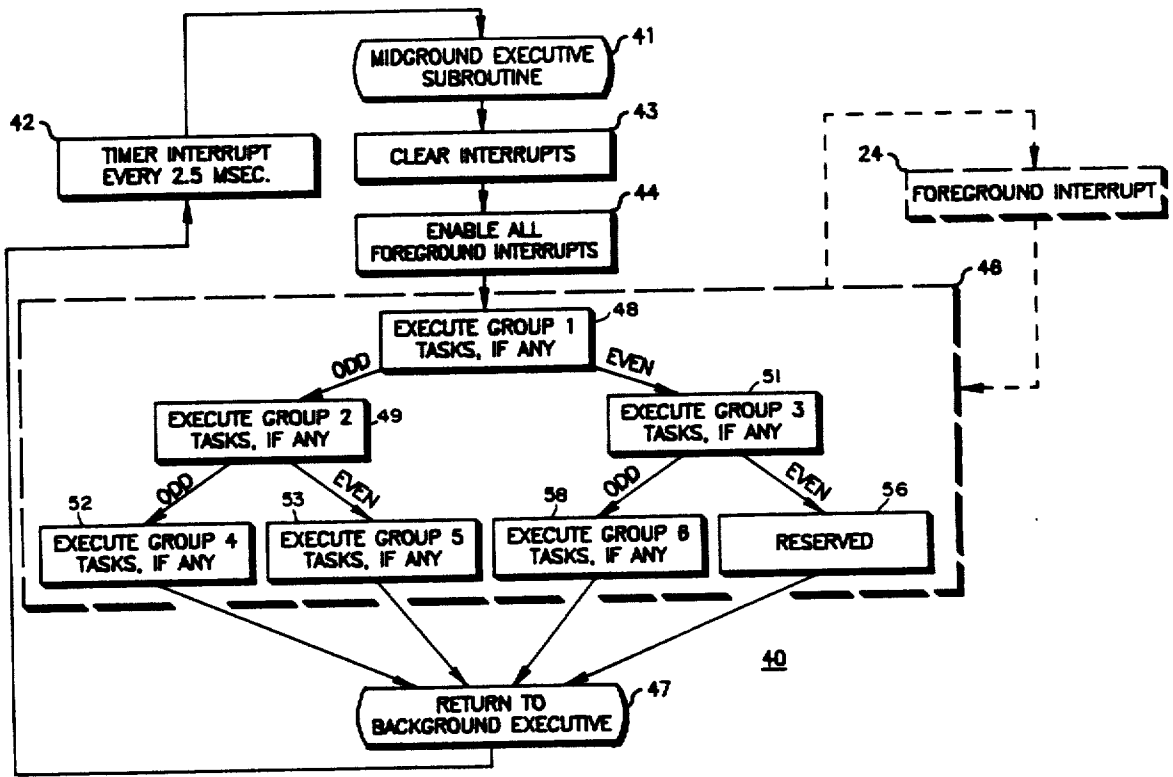 41
MIDGROUND EXECUTIVE
SUBROUTINE
42
TIMER INTERRUPT
EVERY 2.5 MSEC.
43
CLEAR INTERRUPTS
24
FOREGROUND INTERRUPT
44
ENABLE ALL
FOREGROUND INTERRUPTS
46
48
EXECUTE GROUP 1
TASKS, IF ANY
ODD
EVEN
51
EXECUTE GROUP 2
TASKS, IF ANY
49
EXECUTE GROUP 3
TASKS, IF ANY
ODD
EVEN
ODD
EVEN
52
EXECUTE GROUP 4
TASKS, IF ANY
53
EXECUTE GROUP 5
TASKS, IF ANY
58
EXECUTE GROUP 6
TASKS, IF ANY
56
RESERVED
40
47
RETURN TO
BACKGROUND EXECUTIVE